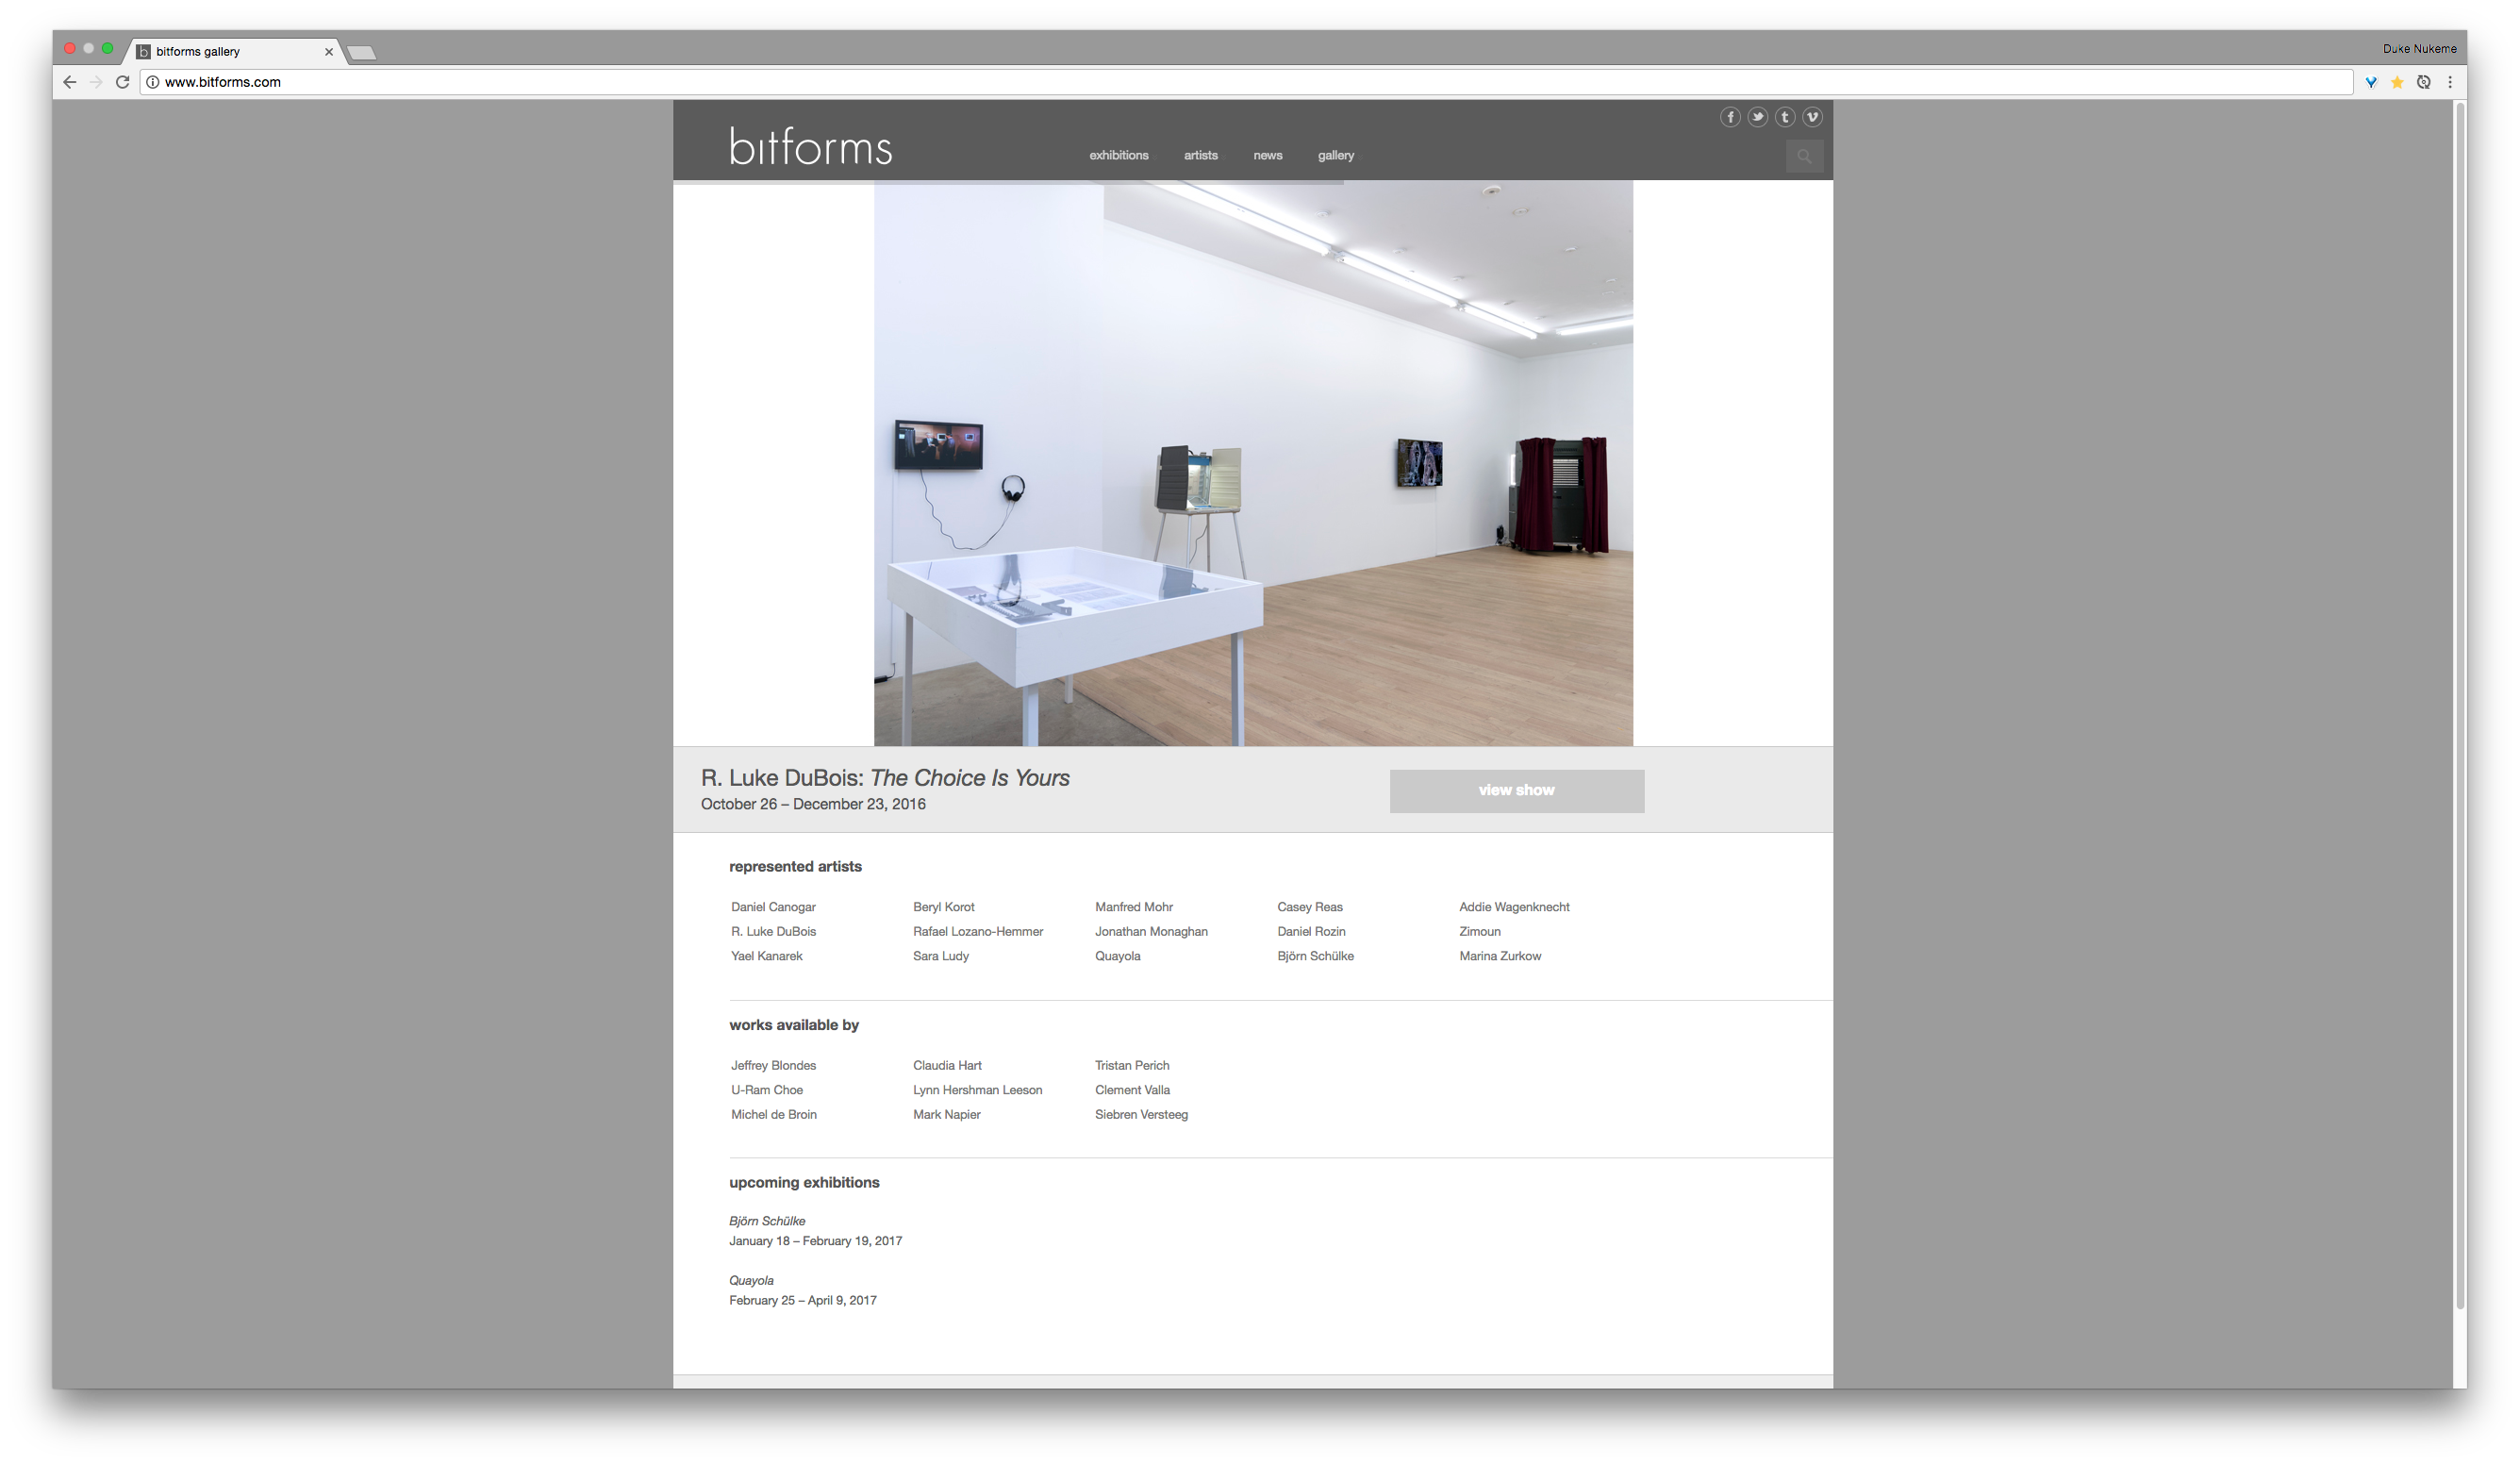 bitforms gallery
Duke Nukeme
www.bitforms.com
bitforms
exhibitions
artists
news
gallery
R. Luke DuBois: The Choice Is Yours
October 26 – December 23, 2016
view show
represented artists
Daniel Canogar Beryl Korot Manfred Mohr Casey Reas Addie Wagenknecht
R. Luke DuBois Rafael Lozano-Hemmer Jonathan Monaghan Daniel Rozin Zimoun
Yael Kanarek Sara Ludy Quayola Björn Schülke Marina Zurkow
works available by
Jeffrey Blondes Claudia Hart Tristan Perich
U-Ram Choe Lynn Hershman Leeson Clement Valla
Michel de Broin Mark Napier Siebren Versteeg
upcoming exhibitions
Björn Schülke
January 18 – February 19, 2017
Quayola
February 25 – April 9, 2017